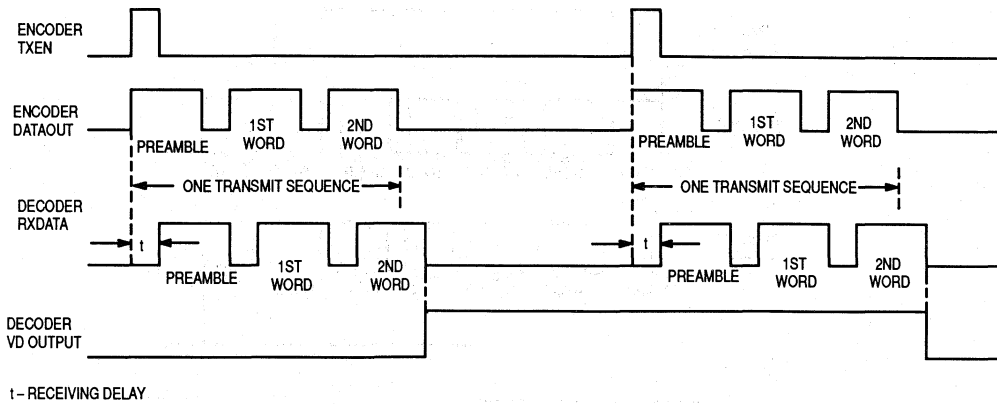 ENCODER
TXEN
ENCODER
DATAOUT
PREAMBLE
1ST
WORD
2ND
WORD
PREAMBLE
1ST
WORD
2ND
WORD
ONE TRANSMIT SEQUENCE
ONE TRANSMIT SEQUENCE
DECODER
RXDATA
t
PREAMBLE
1ST
WORD
2ND
WORD
t
PREAMBLE
1ST
WORD
2ND
WORD
DECODER
VD OUTPUT
t – RECEIVING DELAY